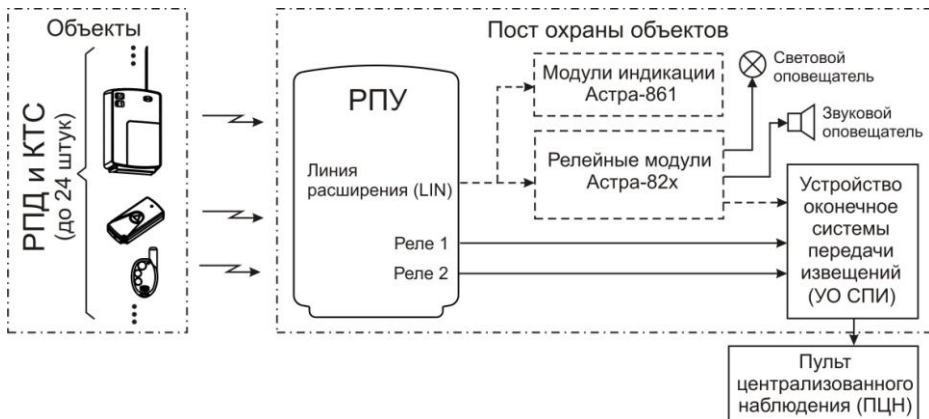 Объекты
РПД и КТС
(до 24 штук)
Пост охраны объектов
РПУ
Линия
расширения (LIN)
Реле 1
Реле 2
Модули индикации
Астра-861
Релейные модули
Астра-82х
Световой
оповещатель
Звуковой
оповещатель
Устройство
оконечное
системы
передачи
извещений
(УО СПИ)
Пульт
централизованного
наблюдения (ПЦН)